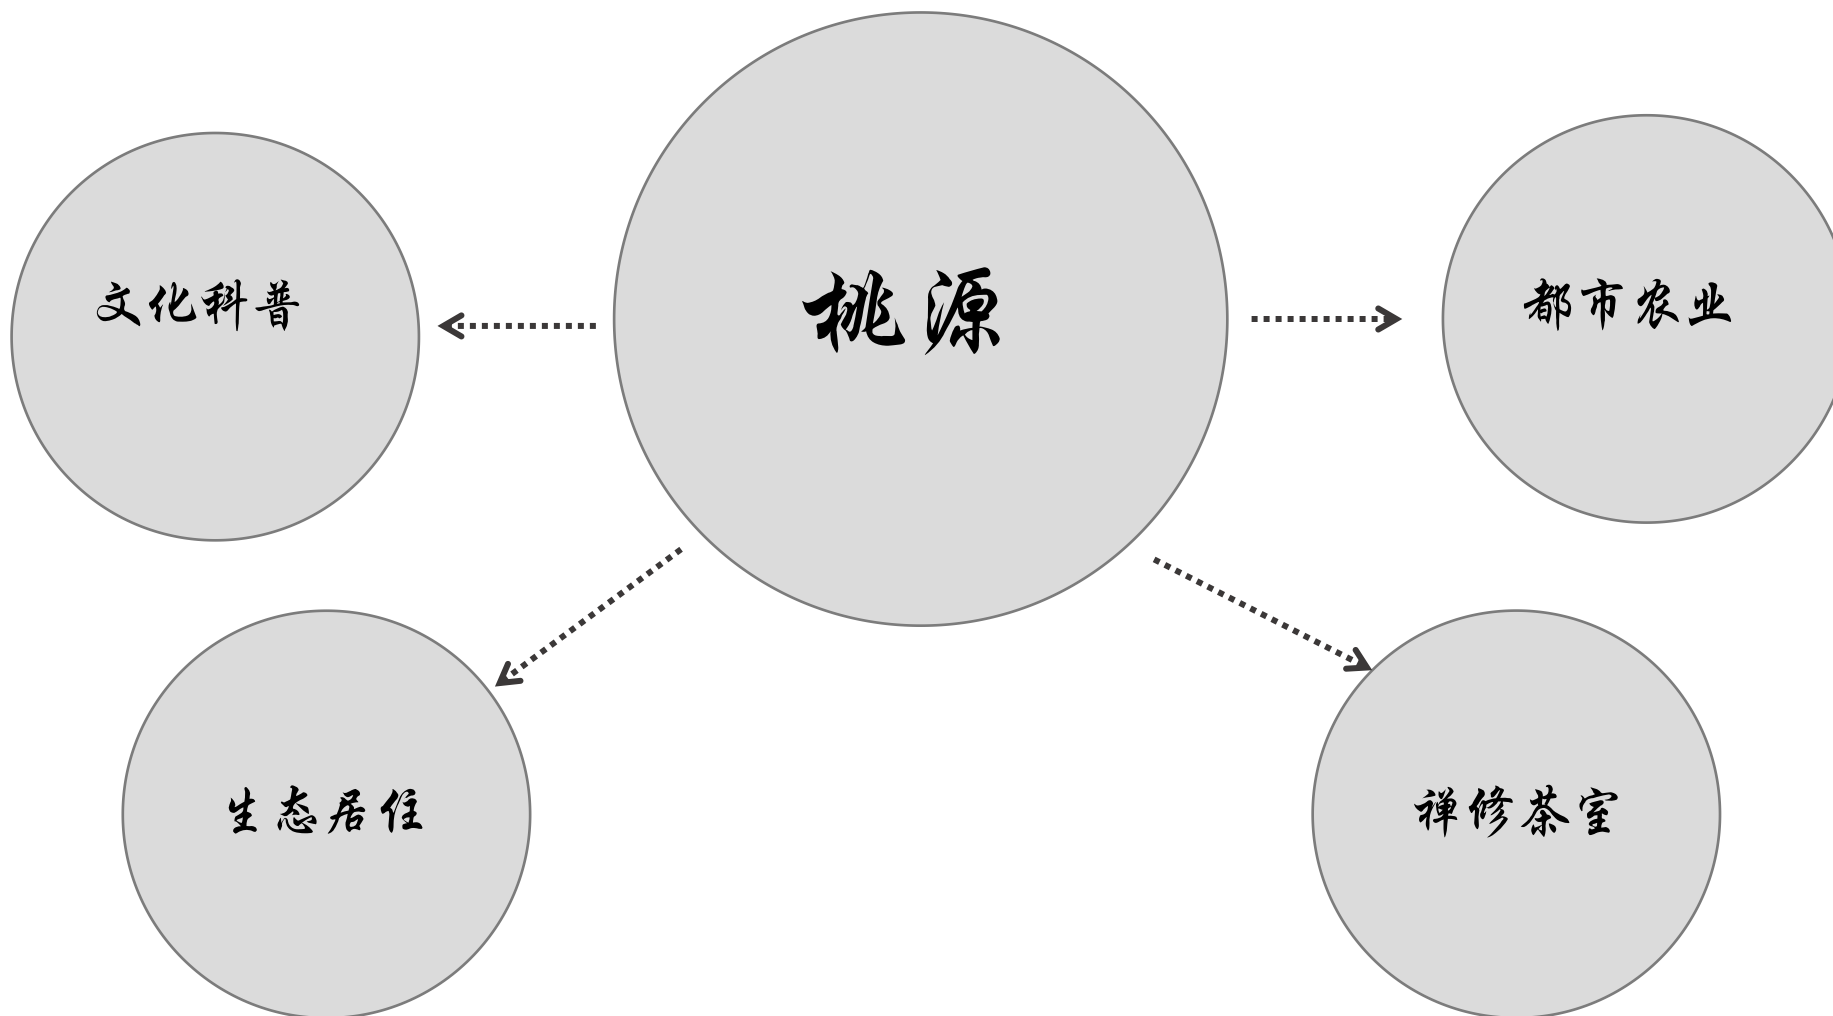 桃源
文化科普
都市农业
生态居住
禅修茶室